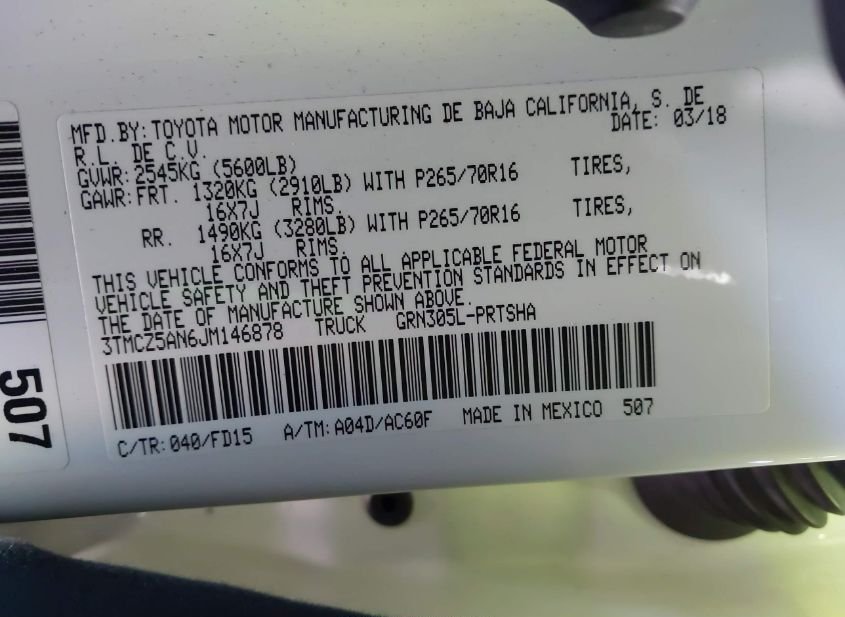 MFD.BY: TOYOTA MOTOR MANUFACTURING DE BAJA CALIFORNIA, S. DE
R.L. DE C.V. DATE: 03/18
GVWR: 2545KG (5600LB)
GAWR: FRT. 1320KG (2910LB) WITH P265/70R16 TIRES,
16X7J RIMS,
RR. 1490KG (3280LB) WITH P265/70R16 TIRES,
16X7J RIMS.
THIS VEHICLE CONFORMS TO ALL APPLICABLE FEDERAL MOTOR
VEHICLE SAFETY AND THEFT PREVENTION STANDARDS IN EFFECT ON
THE DATE OF MANUFACTURE SHOWN ABOVE.
3TMCZ5AN6JM146878 TRUCK GRN305L-PRTSHA
C/TR: 040/FD15 A/TM: A04D/AC60F MADE IN MEXICO 507
507